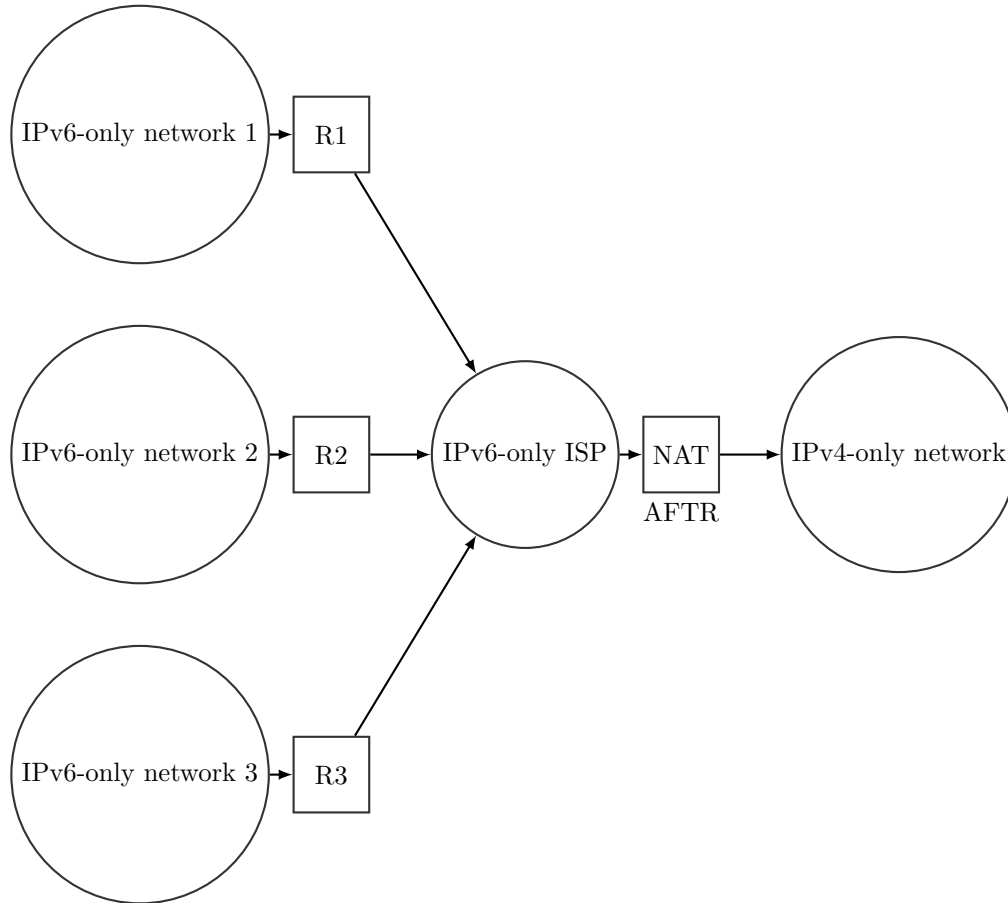 IPv6-only network 1
R1
IPv6-only network 2
R2
IPv6-only ISP
NAT
AFTR
IPv4-only network
IPv6-only network 3
R3